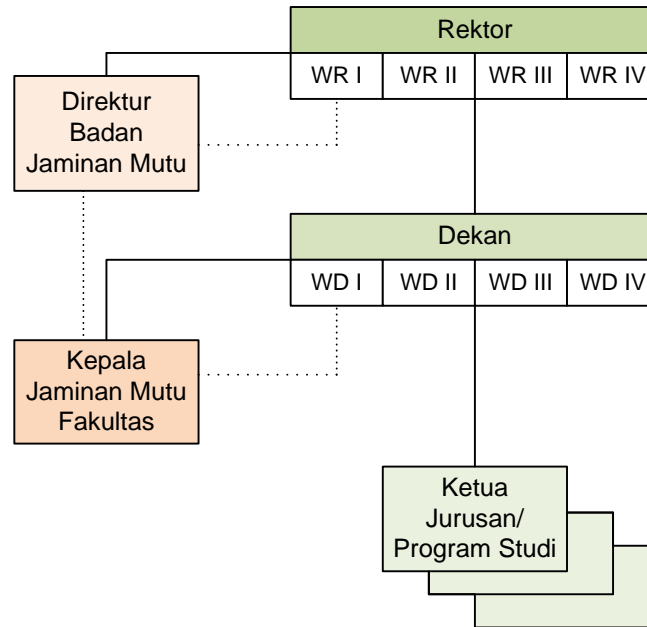 Rektor
WR I WR II WR III WR IV
Direktur
Badan
Jaminan Mutu
Dekan
WD I WD II WD III WD IV
Kepala
Jaminan Mutu
Fakultas
Ketua
Jurusan/
Program Studi